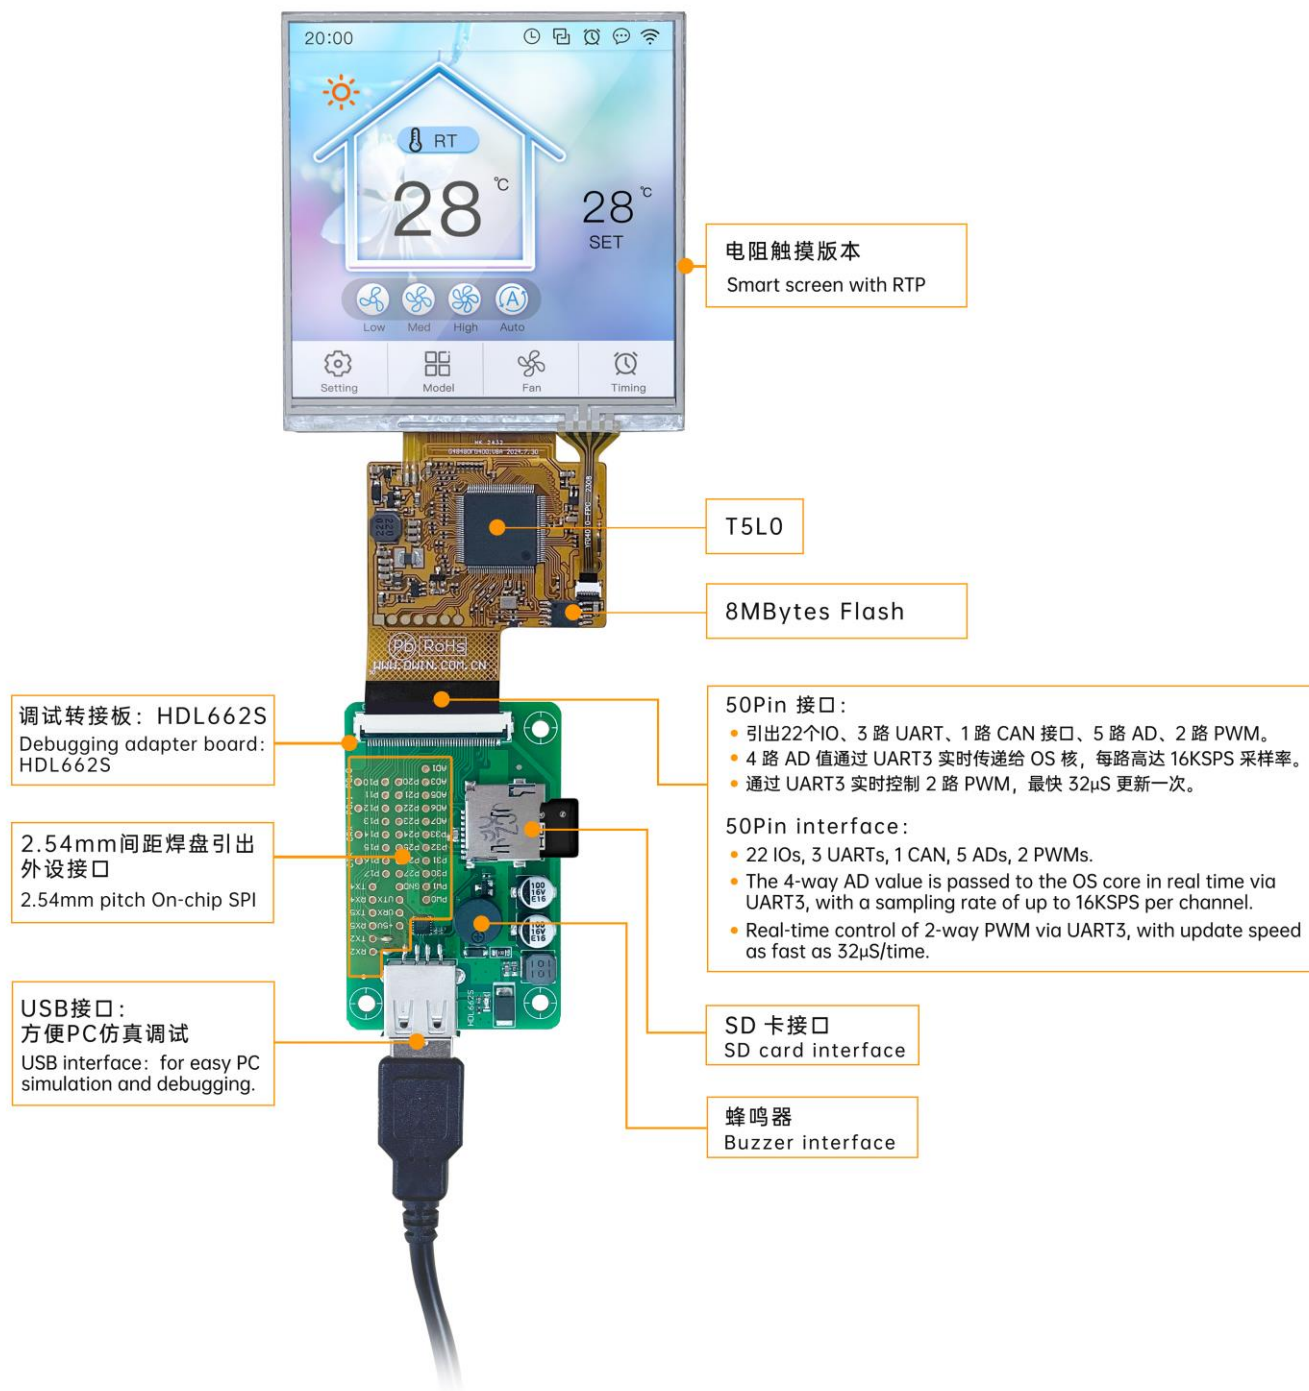 20:00
RT
28
℃
28
℃
SET
Low
Med
High
Auto
Setting
Model
Fan
Timing
电阻触摸版本
Smart screen with RTP
T5L0
8MBytes Flash
Pb
RoHs
WWW.DWIN.COM.CN
调试转接板：HDL662S
Debugging adapter board:
HDL662S
2.54mm间距焊盘引出
外设接口
2.54mm pitch On-chip SPI
USB接口：
方便PC仿真调试
USB interface: for easy PC
simulation and debugging.
50Pin 接口：
引出22个IO、3 路 UART、1 路 CAN 接口、5 路 AD、2 路 PWM。
4 路 AD 值通过 UART3 实时传递给 OS 核，每路高达 16KSPS 采样率。
通过 UART3 实时控制 2 路 PWM，最快 32μS 更新一次。
50Pin interface:
22 IOs, 3 UARTs, 1 CAN, 5 ADs, 2 PWMs.
The 4-way AD value is passed to the OS core in real time via
UART3, with a sampling rate of up to 16KSPS per channel.
Real-time control of 2-way PWM via UART3, with update speed
as fast as 32μS/time.
SD 卡接口
SD card interface
蜂鸣器
Buzzer interface
100
16V
E16
100
16V
E16
HDL662S